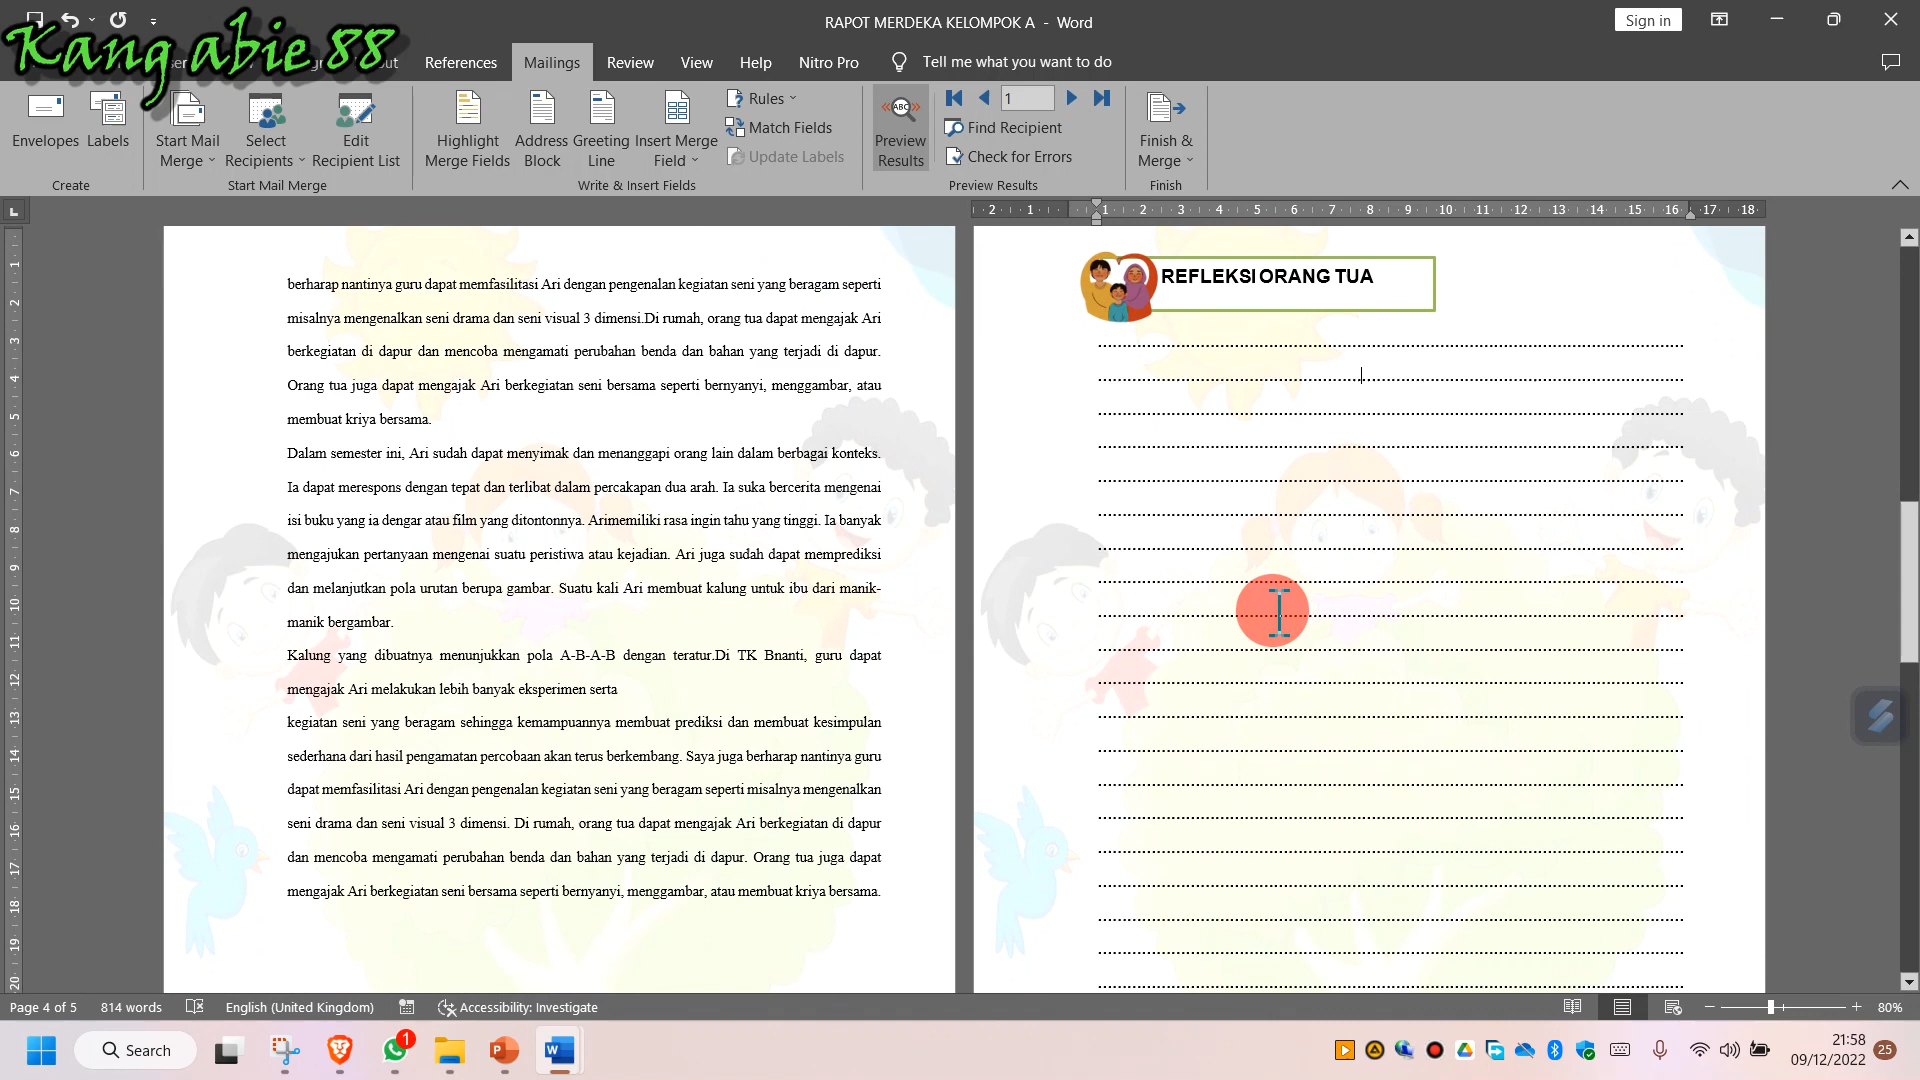 Kang abie 88
RAPOT MERDEKA KELOMPOK A - Word
Sign in
References
Mailings
Review
View
Help
Nitro Pro
Tell me what you want to do
Envelopes
Labels
Start Mail
Merge
Select
Recipients
Edit
Recipient List
Highlight
Merge Fields
Address
Block
Greeting
Line
Insert Merge
Field
Rules
Match Fields
Update Labels
ABC
Preview
Results
1
Find Recipient
Check for Errors
Finish &
Merge
Create
Start Mail Merge
Write & Insert Fields
Preview Results
Finish
berharap nantinya guru dapat memfasilitasi Ari dengan pengenalan kegiatan seni yang beragam seperti
misalnya mengenalkan seni drama dan seni visual 3 dimensi.Di rumah, orang tua dapat mengajak Ari
berkegiatan di dapur dan mencoba mengamati perubahan benda dan bahan yang terjadi di dapur.
Orang tua juga dapat mengajak Ari berkegiatan seni bersama seperti bernyanyi, menggambar, atau
membuat kriya bersama.
Dalam semester ini, Ari sudah dapat menyimak dan menanggapi orang lain dalam berbagai konteks.
Ia dapat merespons dengan tepat dan terlibat dalam percakapan dua arah. Ia suka bercerita mengenai
isi buku yang ia dengar atau film yang ditontonnya. Arimemiliki rasa ingin tahu yang tinggi. Ia banyak
mengajukan pertanyaan mengenai suatu peristiwa atau kejadian. Ari juga sudah dapat memprediksi
dan melanjutkan pola urutan berupa gambar. Suatu kali Ari membuat kalung untuk ibu dari manik-
manik bergambar.
Kalung yang dibuatnya menunjukkan pola A-B-A-B dengan teratur.Di TK Bnanti, guru dapat
mengajak Ari melakukan lebih banyak eksperimen serta
kegiatan seni yang beragam sehingga kemampuannya membuat prediksi dan membuat kesimpulan
sederhana dari hasil pengamatan percobaan akan terus berkembang. Saya juga berharap nantinya guru
dapat memfasilitasi Ari dengan pengenalan kegiatan seni yang beragam seperti misalnya mengenalkan
seni drama dan seni visual 3 dimensi. Di rumah, orang tua dapat mengajak Ari berkegiatan di dapur
dan mencoba mengamati perubahan benda dan bahan yang terjadi di dapur. Orang tua juga dapat
mengajak Ari berkegiatan seni bersama seperti bernyanyi, menggambar, atau membuat kriya bersama.
REFLEKSI ORANG TUA
Page 4 of 5
814 words
English (United Kingdom)
Accessibility: Investigate
80%
Search
1
21:58
09/12/2022
25